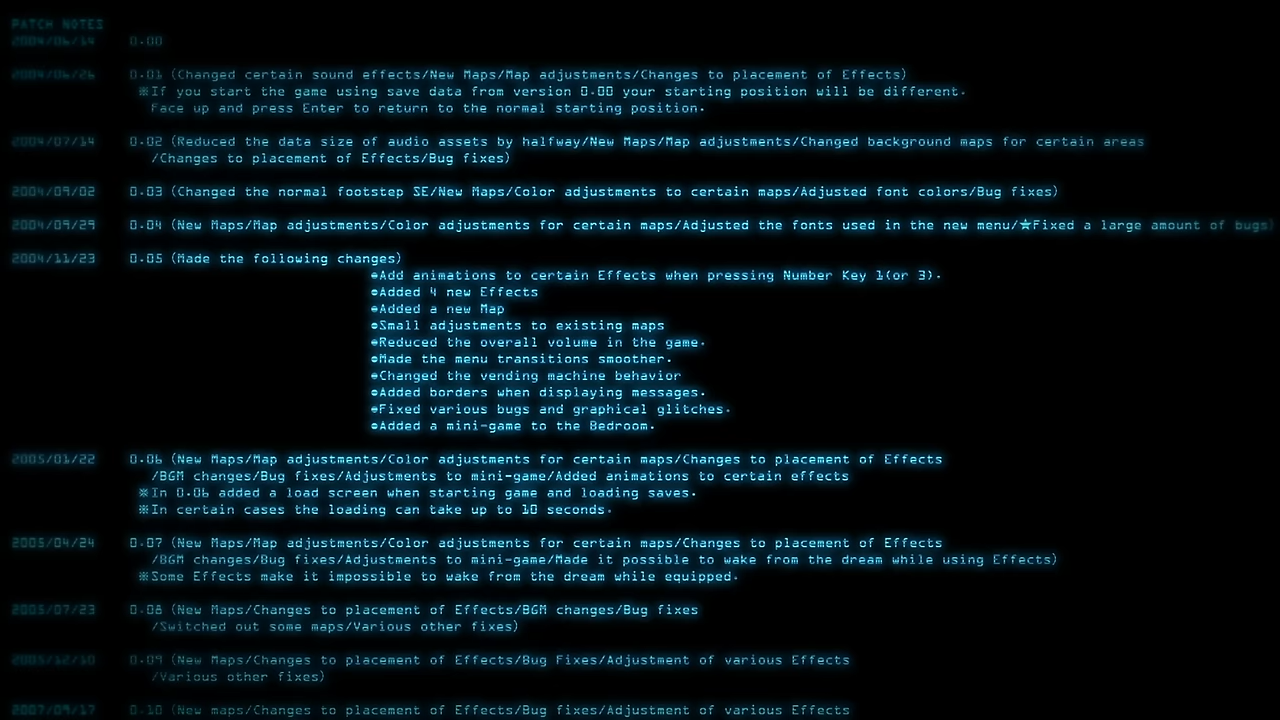 PATCH NOTES
2004/06/14 0.00
2004/06/26 0.01 (Changed certain sound effects/New Maps/Map adjustments/Changes to placement of Effects)
※If you start the game using save data from version 0.00 your starting position will be different.
Face up and press Enter to return to the normal starting position.
2004/07/14 0.02 (Reduced the data size of audio assets by halfway/New Maps/Map adjustments/Changed background maps for certain areas
/Changes to placement of Effects/Bug fixes)
2004/09/02 0.03 (Changed the normal footstep SE/New Maps/Color adjustments to certain maps/Adjusted font colors/Bug fixes)
2004/09/29 0.04 (New Maps/Map adjustments/Color adjustments for certain maps/Adjusted the fonts used in the new menu/★Fixed a large amount of bugs)
2004/11/23 0.05 (Made the following changes)
●Add animations to certain Effects when pressing Number Key 1(or 3).
●Added 4 new Effects
●Added a new Map
●Small adjustments to existing maps
●Reduced the overall volume in the game.
●Made the menu transitions smoother.
●Changed the vending machine behavior
●Added borders when displaying messages.
●Fixed various bugs and graphical glitches.
●Added a mini-game to the Bedroom.
2005/01/22 0.06 (New Maps/Map adjustments/Color adjustments for certain maps/Changes to placement of Effects
/BGM changes/Bug fixes/Adjustments to mini-game/Added animations to certain effects
※In 0.06 added a load screen when starting game and loading saves.
※In certain cases the loading can take up to 10 seconds.
2005/04/24 0.07 (New Maps/Map adjustments/Color adjustments for certain maps/Changes to placement of Effects
/BGM changes/Bug fixes/Adjustments to mini-game/Made it possible to wake from the dream while using Effects)
※Some Effects make it impossible to wake from the dream while equipped.
2005/07/23 0.08 (New Maps/Changes to placement of Effects/BGM changes/Bug fixes
/Switched out some maps/Various other fixes)
2005/12/10 0.09 (New Maps/Changes to placement of Effects/Bug Fixes/Adjustment of various Effects
/Various other fixes)
2007/09/17 0.10 (New maps/Changes to placement of Effects/Bug fixes/Adjustment of various Effects